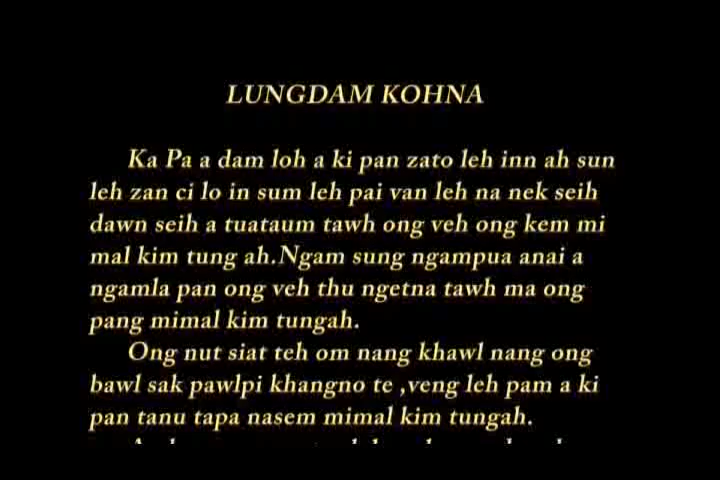 LUNGDAM KOHNA
Ka Pa a dam loh a ki pan zato leh inn ah sun
leh zan ci lo in sum leh pai van leh na nek seih
dawn seih a tuataum tawh ong veh ong kem mi
mal kim tung ah.Ngam sung ngampua anai a
ngamla pan ong veh thu ngetna tawh ma ong
pang mimal kim tungah.
Ong nut siat teh om nang khawl nang ong
bawl sak pawlpi khangno te ,veng leh pam a ki
pan tanu tapa nasem mimal kim tungah.